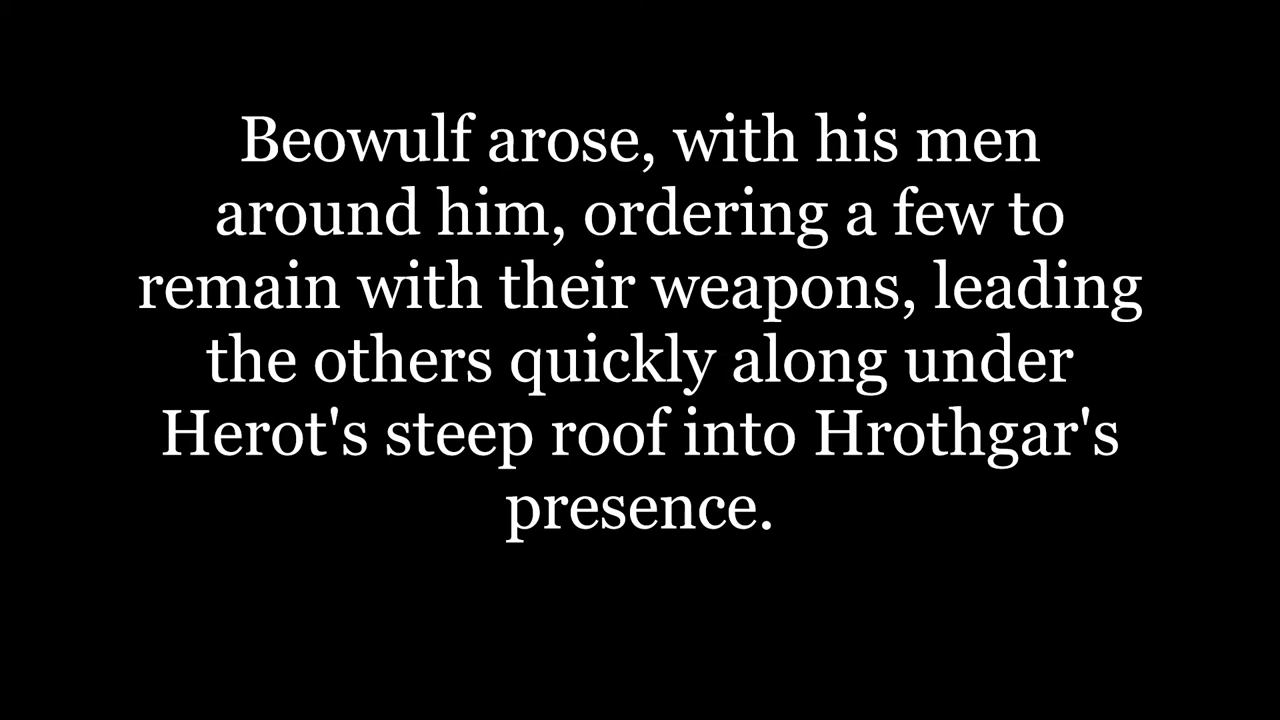 Beowulf arose, with his men
around him, ordering a few to
remain with their weapons, leading
the others quickly along under
Herot's steep roof into Hrothgar's
presence.